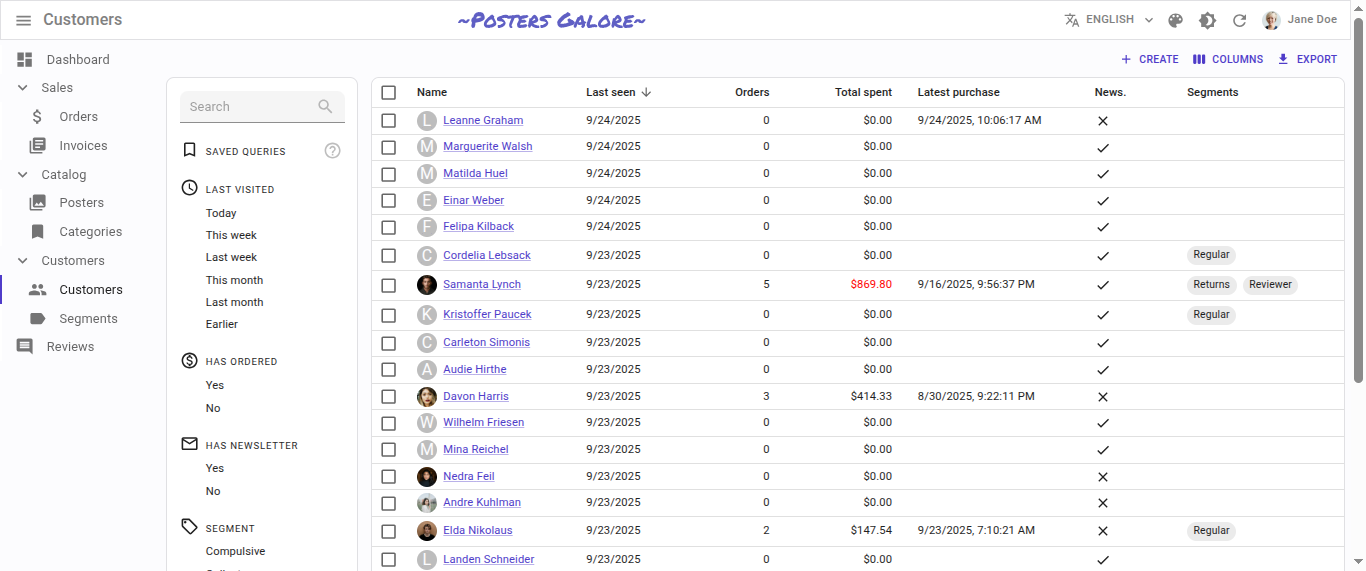 Customers
~Posters Galore~
ENGLISH
Jane Doe
Dashboard
Sales
Orders
Invoices
Catalog
Posters
Categories
Customers
Customers
Segments
Reviews
CREATE
COLUMNS
EXPORT
Search
SAVED QUERIES
?
LAST VISITED
Today
This week
Last week
This month
Last month
Earlier
HAS ORDERED
Yes
No
HAS NEWSLETTER
Yes
No
SEGMENT
Compulsive
Name Last seen Orders Total spent Latest purchase News. Segments
L Leanne Graham 9/24/2025 0 $0.00 9/24/2025, 10:06:17 AM
M Marguerite Walsh 9/24/2025 0 $0.00
M Matilda Huel 9/24/2025 0 $0.00
E Einar Weber 9/24/2025 0 $0.00
F Felipa Kilback 9/24/2025 0 $0.00
C Cordelia Lebsack 9/23/2025 0 $0.00 Regular
Samanta Lynch 9/23/2025 5 $869.80 9/16/2025, 9:56:37 PM Returns Reviewer
K Kristoffer Paucek 9/23/2025 0 $0.00 Regular
C Carleton Simonis 9/23/2025 0 $0.00
A Audie Hirthe 9/23/2025 0 $0.00
Davon Harris 9/23/2025 3 $414.33 8/30/2025, 9:22:11 PM
W Wilhelm Friesen 9/23/2025 0 $0.00
M Mina Reichel 9/23/2025 0 $0.00
Nedra Feil 9/23/2025 0 $0.00
Andre Kuhlman 9/23/2025 0 $0.00
Elda Nikolaus 9/23/2025 2 $147.54 9/23/2025, 7:10:21 AM Regular
L Landen Schneider 9/23/2025 0 $0.00